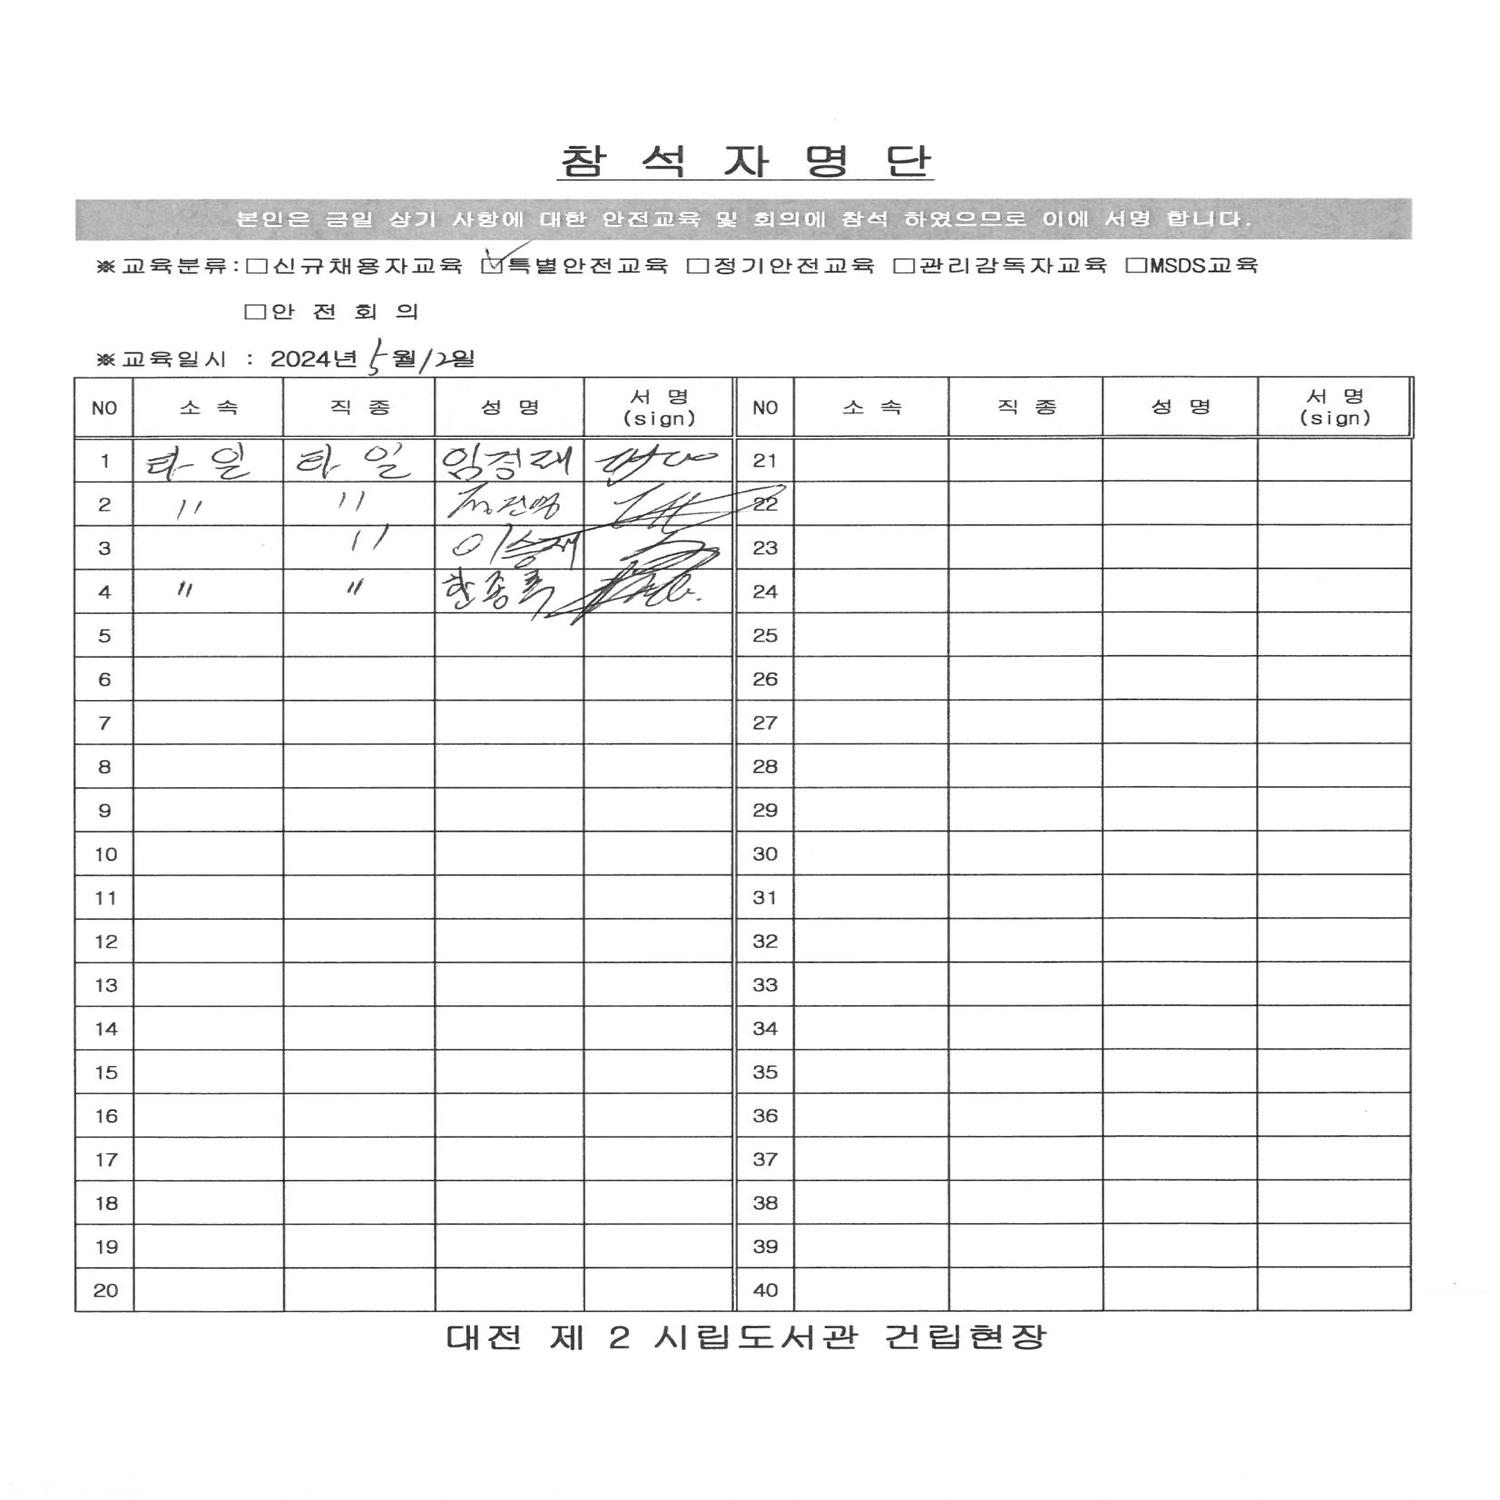 참 석 자 명 단
본인은 금일 상기 사항에 대한 안전교육 및 회의에 참석 하였으므로 이에 서명 합니다.
※교육분류:□신규채용자교육 ☑특별안전교육 □정기안전교육 □관리감독자교육 □MSDS교육
□안 전 회 의
※교육일시 : 2024년 5월 12일
NO 소 속 직 종 성 명 서 명 (sign) NO 소 속 직 종 성 명 서 명 (sign)
1 타 일 타 일 임경재 21
2 〃 〃 22
3 〃 이승재 23
4 〃 〃 한종록 24
5 25
6 26
7 27
8 28
9 29
10 30
11 31
12 32
13 33
14 34
15 35
16 36
17 37
18 38
19 39
20 40
대전 제 2 시립도서관 건립현장